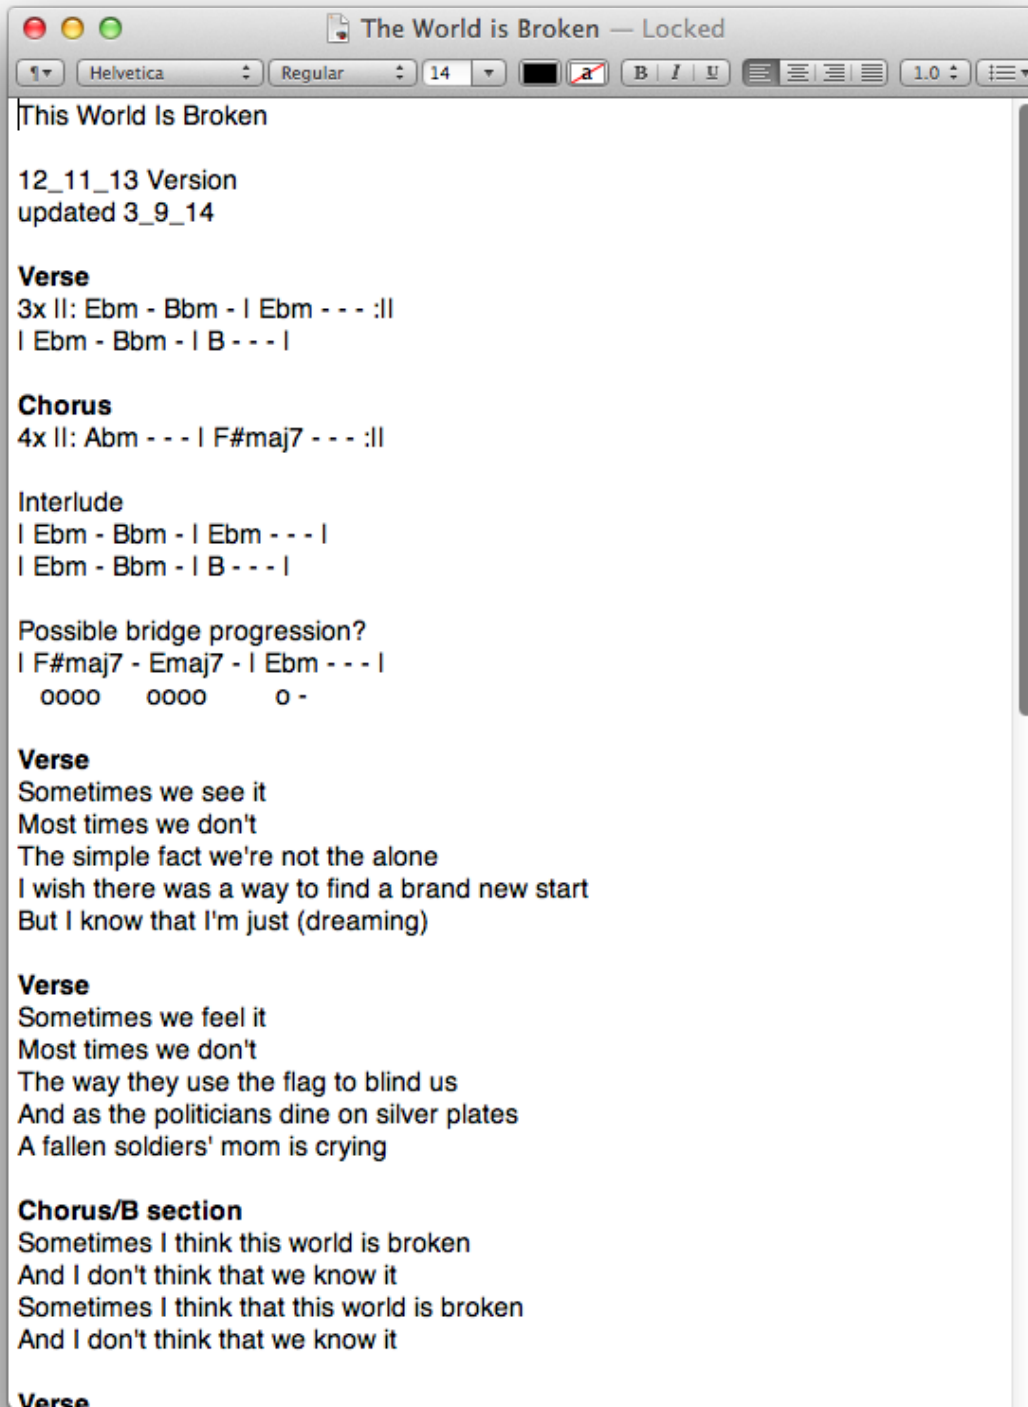 The World is Broken — Locked
Helvetica Regular 14 a B I U 1.0
This World Is Broken
12_11_13 Version
updated 3_9_14
Verse
3x ||: Ebm - Bbm - | Ebm - - - :||
| Ebm - Bbm - | B - - - |
Chorus
4x ||: Abm - - - | F#maj7 - - - :||
Interlude
| Ebm - Bbm - | Ebm - - - |
| Ebm - Bbm - | B - - - |
Possible bridge progression?
| F#maj7 - Emaj7 - | Ebm - - - |
oooo oooo o -
Verse
Sometimes we see it
Most times we don't
The simple fact we're not the alone
I wish there was a way to find a brand new start
But I know that I'm just (dreaming)
Verse
Sometimes we feel it
Most times we don't
The way they use the flag to blind us
And as the politicians dine on silver plates
A fallen soldiers' mom is crying
Chorus/B section
Sometimes I think this world is broken
And I don't think that we know it
Sometimes I think that this world is broken
And I don't think that we know it
Verse